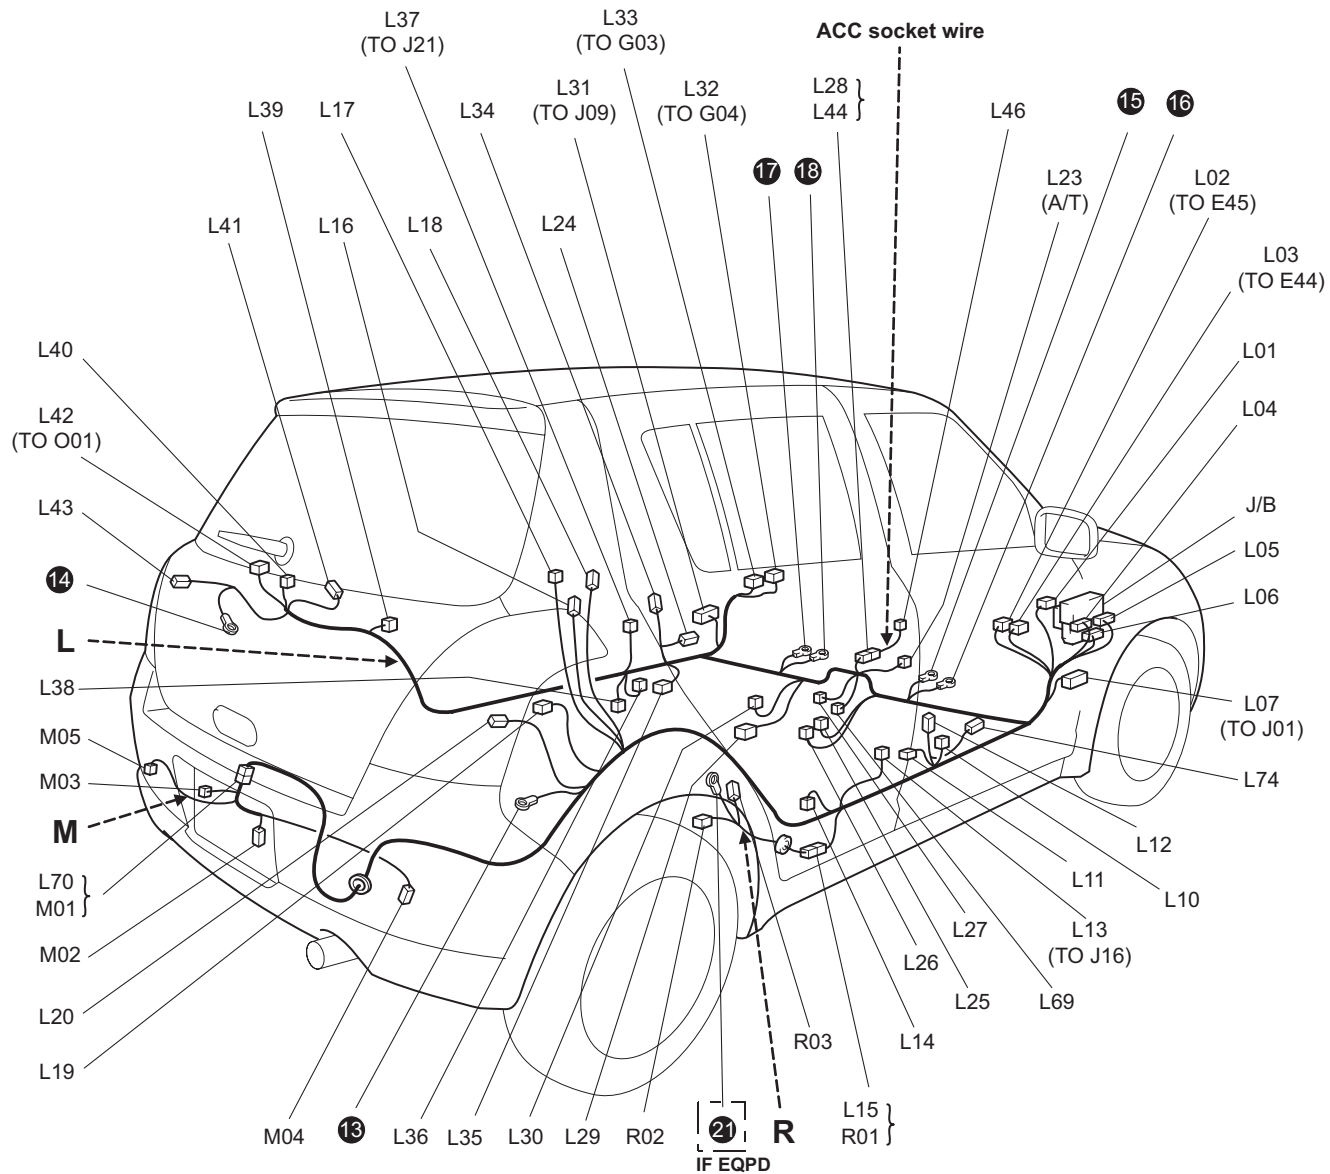 L37
(TO J21)
L33
(TO G03)
ACC socket wire
L39
L17
L34
L31
(TO J09)
L32
(TO G04)
L28
L44
L46
15
16
17
18
L23
(A/T)
L02
(TO E45)
L41
L16
L18
L24
L03
(TO E44)
L40
L01
L42
(TO O01)
L04
L43
J/B
14
L05
L
L06
L38
L07
(TO J01)
M05
M03
L74
M
L12
L70
M01
L11
L10
L27
L13
(TO J16)
M02
L26
L25
L69
L20
R03
L14
L19
M04
13
L36
L35
L30
L29
R02
21
R
L15
R01
IF EQPD